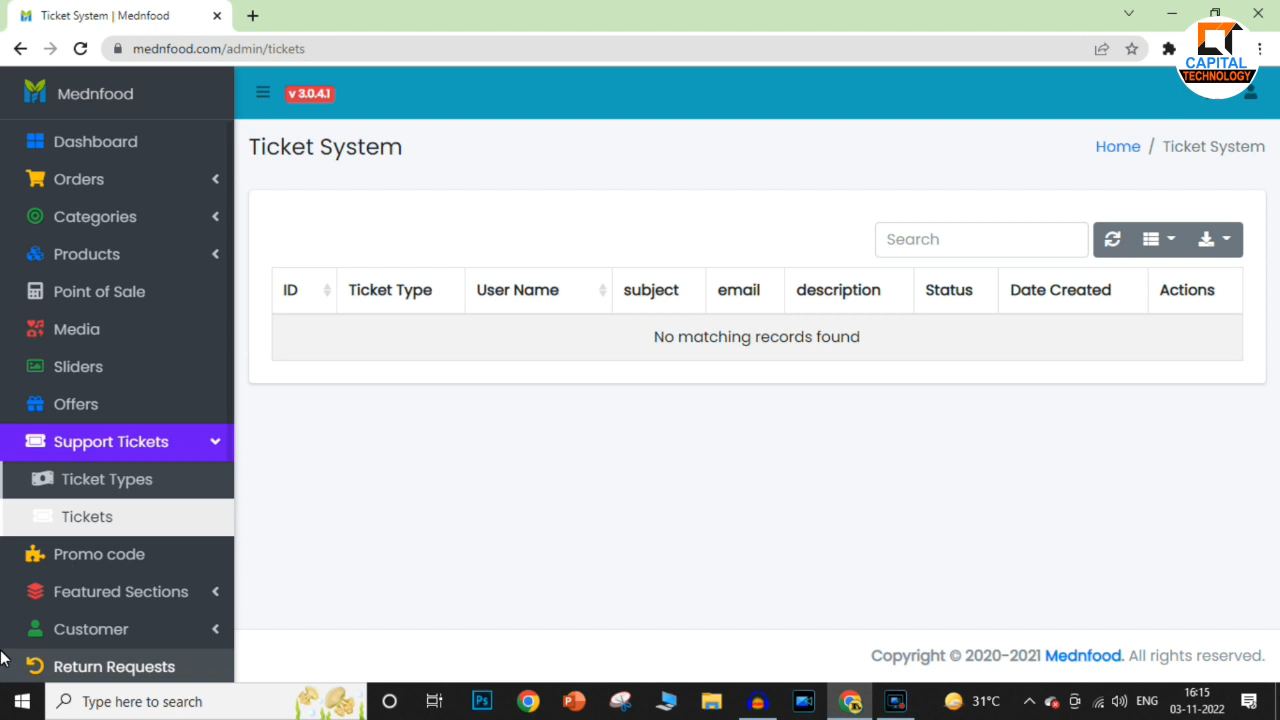 Ticket System | Mednfood
mednfood.com/admin/tickets
CAPITAL
TECHNOLOGY
Mednfood
v 3.0.4.1
Dashboard
Orders
Categories
Products
Point of Sale
Media
Sliders
Offers
Support Tickets
Ticket Types
Tickets
Promo code
Featured Sections
Customer
Return Requests
Ticket System
Home / Ticket System
Search
ID Ticket Type User Name subject email description Status Date Created Actions
No matching records found
Copyright © 2020-2021 Mednfood. All rights reserved.
Type here to search
Ps
31°C
ENG
16:15
03-11-2022